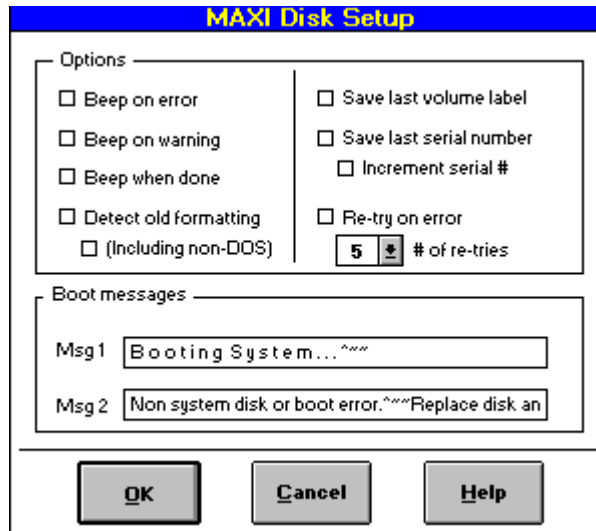 MAXI Disk Setup
Options
Beep on error
Beep on warning
Beep when done
Detect old formatting
(Including non-DOS)
Save last volume label
Save last serial number
Increment serial #
Re-try on error
5 # of re-tries
Boot messages
Msg 1 Booting System...^~~
Msg 2 Non system disk or boot error.^~~Replace disk an
OK Cancel Help